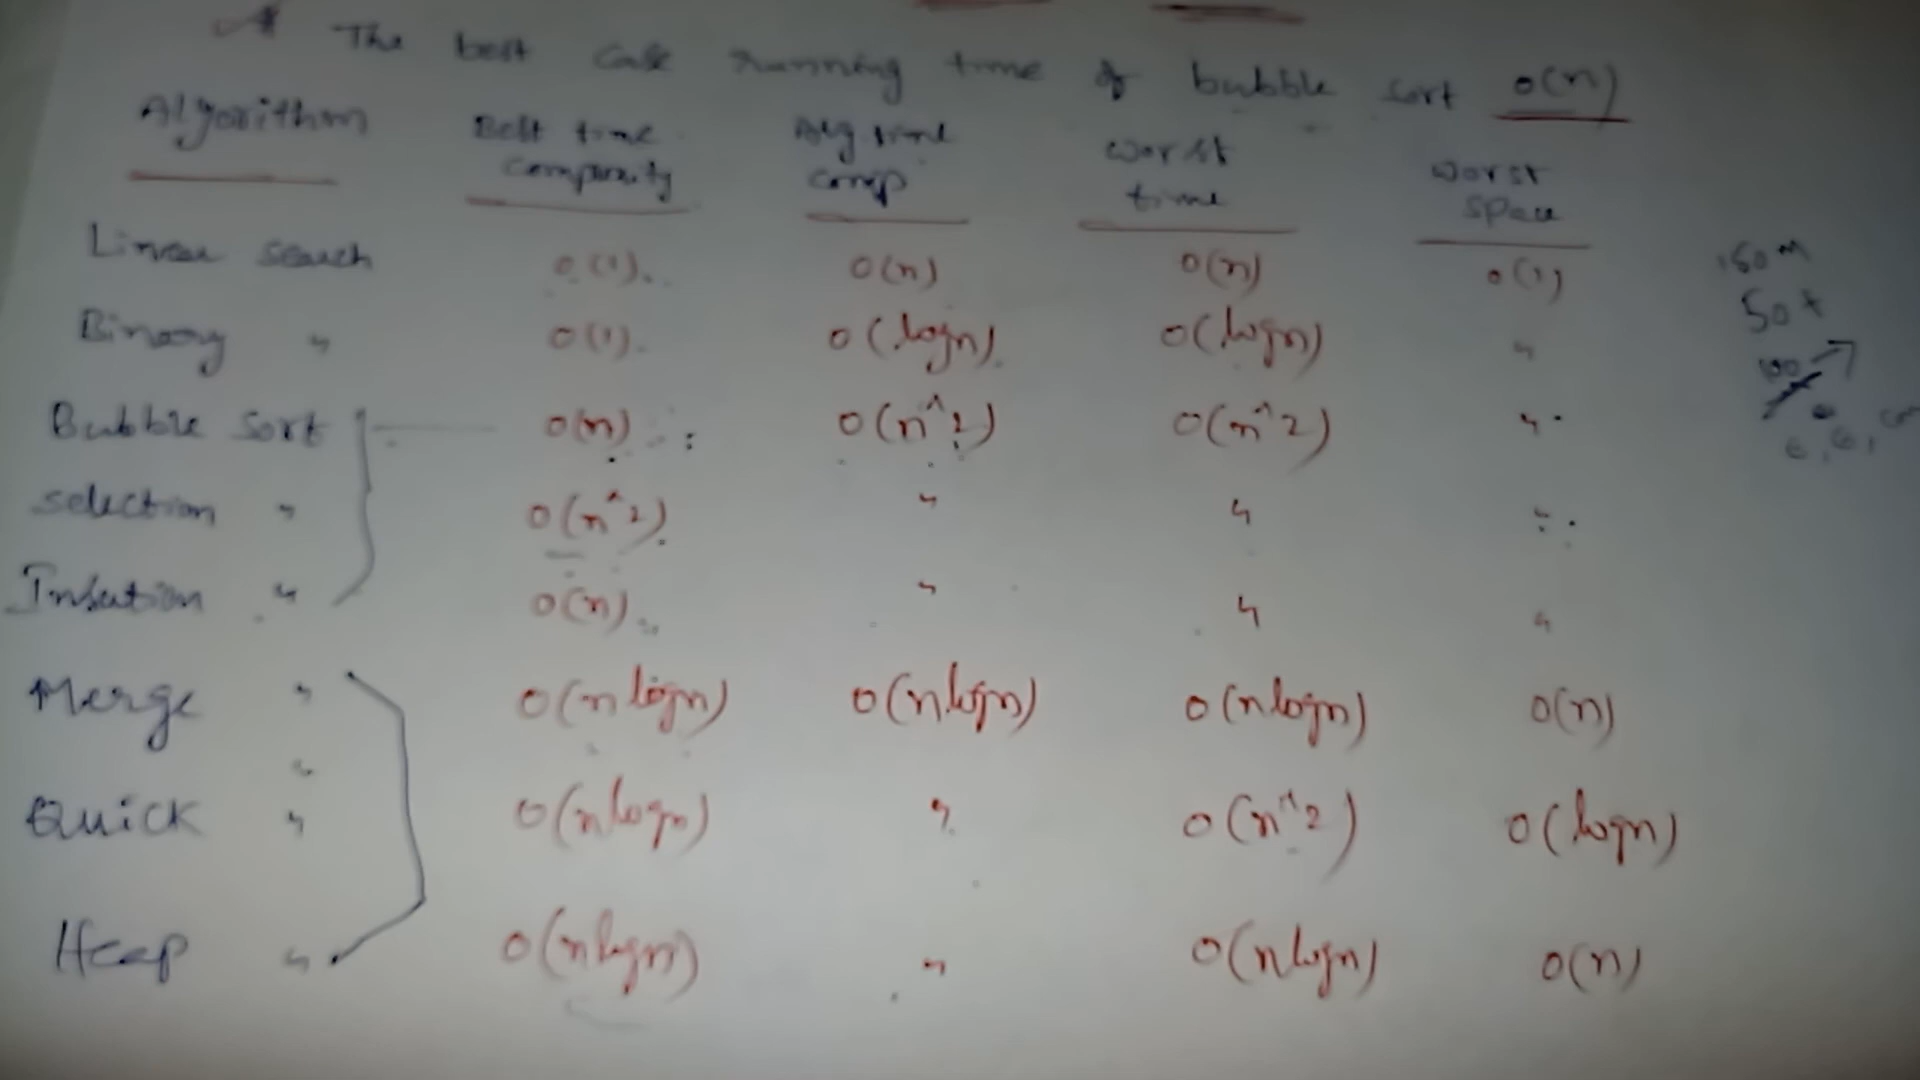 The best case running time of bubble sort O(n)
Algorithm Best time Avg time worst worst
complexity comp time space
Linear search O(1). O(n) O(n) O(1)
Binary " O(1). O(logn). O(logn) "
Bubble sort O(n) O(n^2) O(n^2) "
selection " O(n^2) " " "
Insertion " O(n) " " "
Merge " O(nlogn) O(nlogn) O(nlogn) O(n)
Quick " O(nlogn) " O(n^2) O(logn)
Heap " O(nlogn) " O(nlogn) O(n)
50